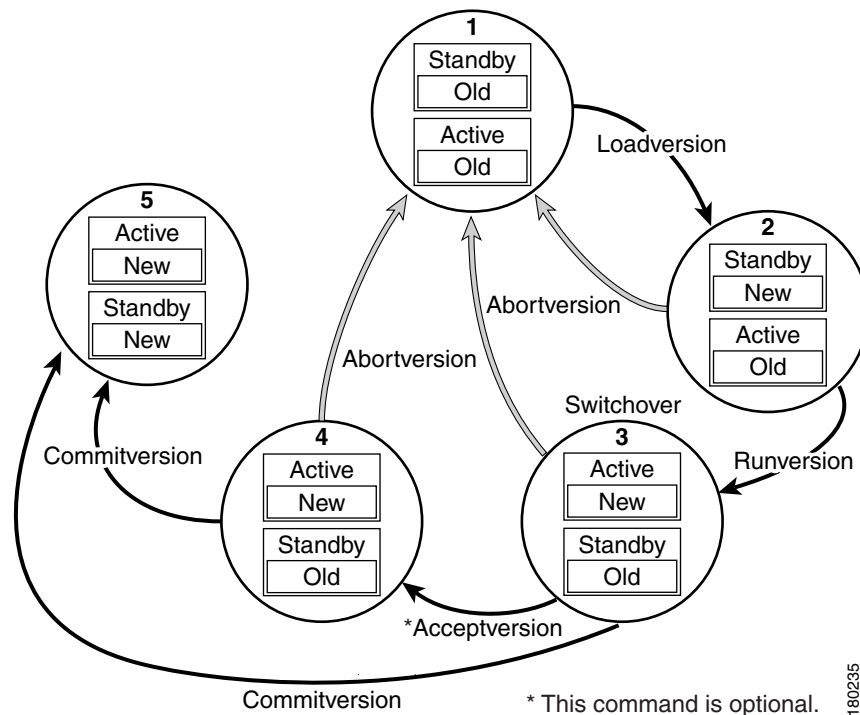 1
Standby
Old
Active
Old
Loadversion
5
Active
New
Standby
New
2
Standby
New
Active
Old
Abortversion
Abortversion
Switchover
Commitversion
4
Active
New
Standby
Old
3
Active
New
Standby
Old
Runversion
*Acceptversion
Commitversion
* This command is optional.
180235